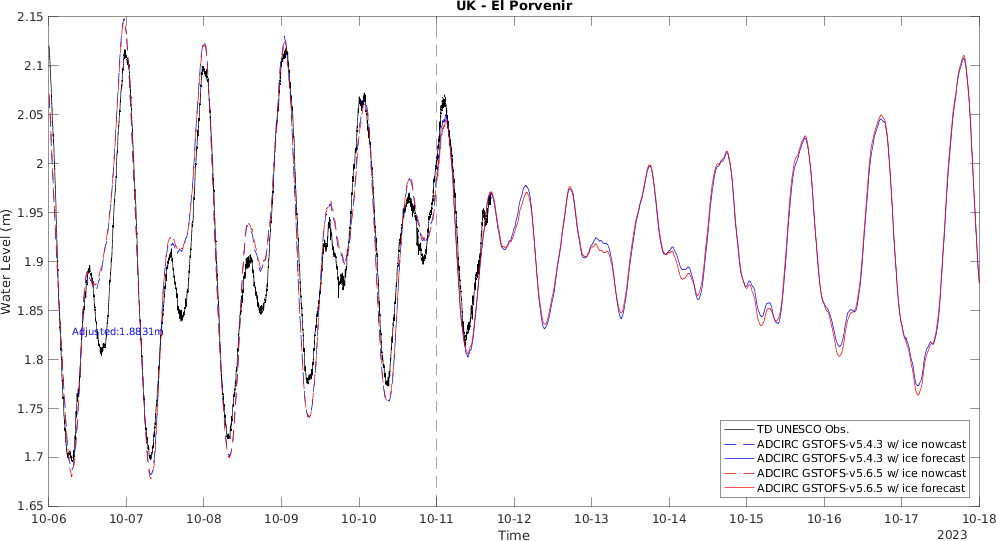 UK - El Porvenir
2.15
2.1
2.05
2
1.95
1.9
1.85
1.8
1.75
1.7
1.65
Water Level (m)
Adjusted:1.8831m
TD UNESCO Obs.
ADCIRC GSTOFS-v5.4.3 w/ ice nowcast
ADCIRC GSTOFS-v5.4.3 w/ ice forecast
ADCIRC GSTOFS-v5.6.5 w/ ice nowcast
ADCIRC GSTOFS-v5.6.5 w/ ice forecast
10-06 10-07 10-08 10-09 10-10 10-11 10-12 10-13 10-14 10-15 10-16 10-17 10-18
Time
2023